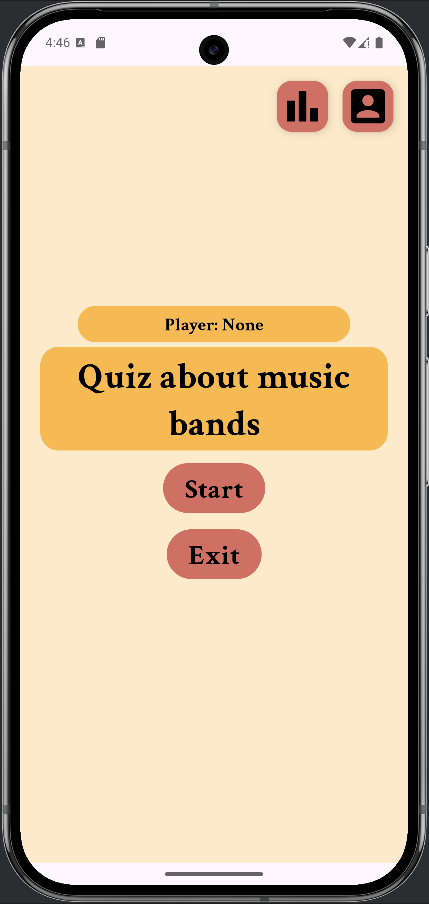 4:46 A
Player: None
Quiz about music
bands
Start
Exit